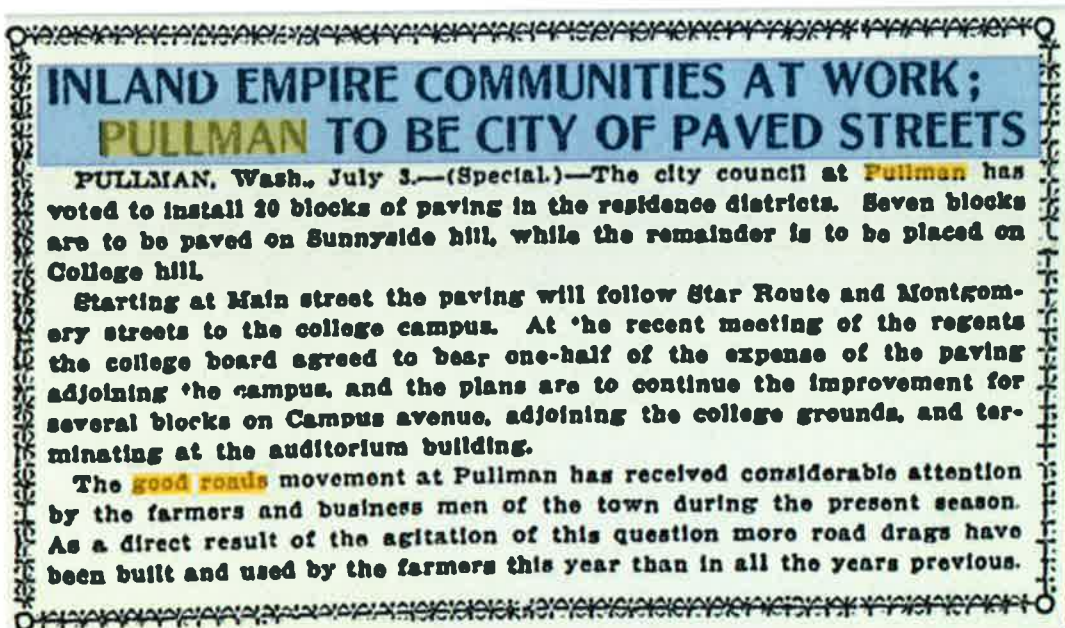 INLAND EMPIRE COMMUNITIES AT WORK;
PULLMAN TO BE CITY OF PAVED STREETS
PULLMAN, Wash., July 3.—(Special.)—The city council at Pullman has
voted to install 20 blocks of paving in the residence districts. Seven blocks
are to be paved on Sunnyside hill, while the remainder is to be placed on
College hill.
Starting at Main street the paving will follow Star Route and Montgom-
ery streets to the college campus. At the recent meeting of the regents
the college board agreed to bear one-half of the expense of the paving
adjoining the campus, and the plans are to continue the improvement for
several blocks on Campus avenue, adjoining the college grounds, and ter-
minating at the auditorium building.
The good roads movement at Pullman has received considerable attention
by the farmers and business men of the town during the present season.
As a direct result of the agitation of this question more road drags have
been built and used by the farmers this year than in all the years previous.